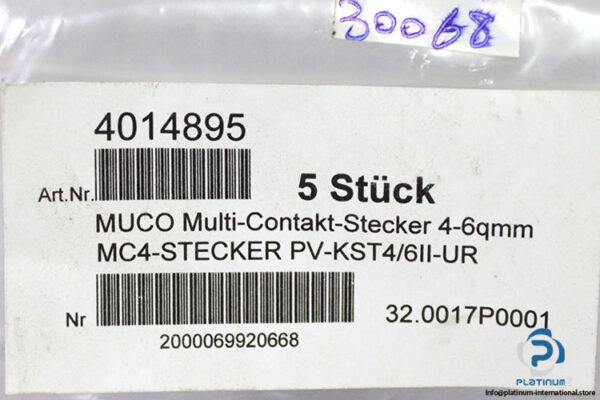 30068
4014895
Art.Nr.
5 Stück
MUCO Multi-Contakt-Stecker 4-6qmm
MC4-STECKER PV-KST4/6II-UR
Nr
32.0017P0001
2000069920668
PLATINUM
Info@platinum-international.store